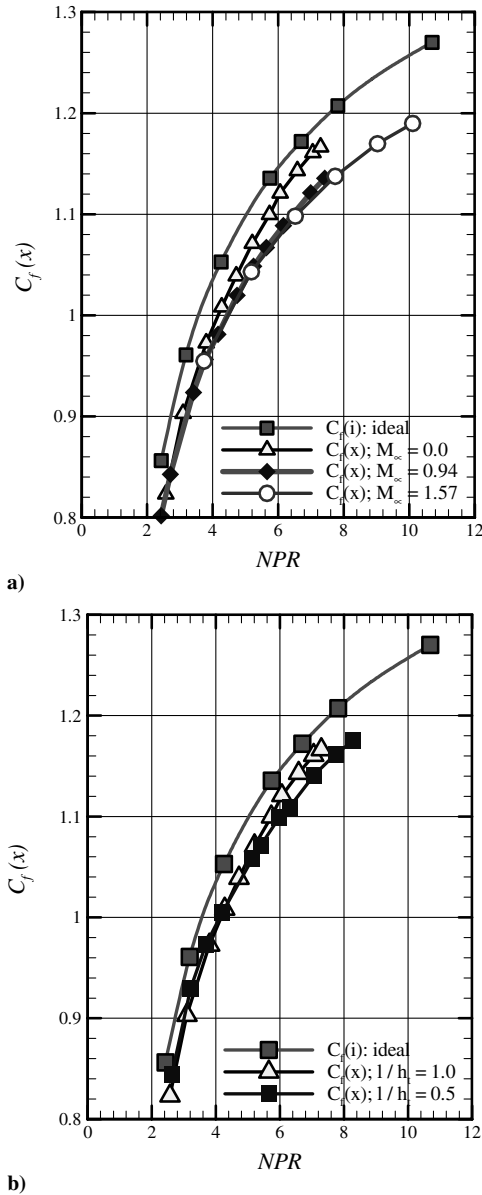 1.3
1.2
1.1
1
0.9
0.8
C_f(x)
C_f(i): ideal
C_f(x); M_∞ = 0.0
C_f(x); M_∞ = 0.94
C_f(x); M_∞ = 1.57
0 2 4 6 8 10 12
NPR
a)
1.3
1.2
1.1
1
0.9
0.8
C_f(x)
C_f(i): ideal
C_f(x); l / h_t = 1.0
C_f(x); l / h_t = 0.5
0 2 4 6 8 10 12
NPR
b)